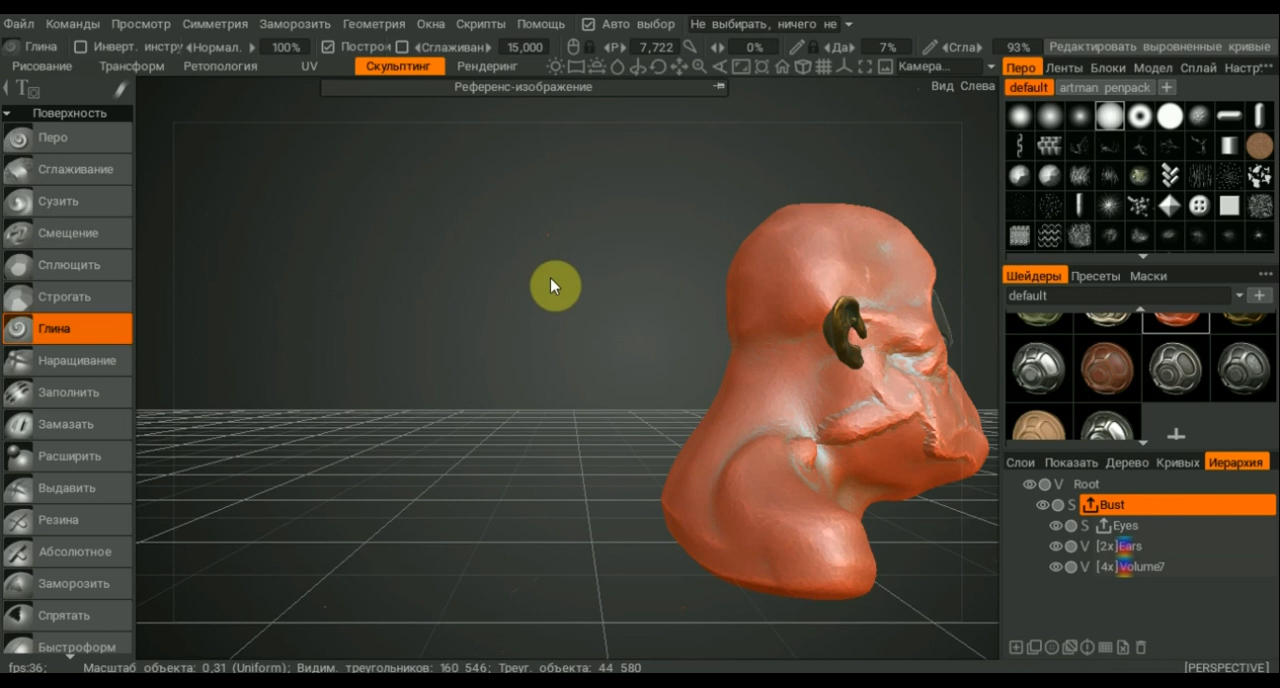 Файл Команды Просмотр Симметрия Заморозить Геометрия Окна Скрипты Помощь Авто выбор Не выбирать, ничего не
Глина Инверт. инстру Нормал. 100% Построи Сглаживан 15,000 P 7,722 0% Да 7% Сгла 93% Редактировать выровненные кривые
Рисование Трансформ Ретопология UV Скульптинг Рендеринг Камера...
Перо Ленты Блоки Модел Сплай Настр
Референс-изображение
Вид Слева
default artman penpack
Поверхность
Перо
Сглаживание
Сузить
Смещение
Сплющить
Строгать
Глина
Наращивание
Заполнить
Замазать
Расширить
Выдавить
Резина
Абсолютное
Заморозить
Спрятать
Быстроформ
Шейдеры Пресеты Маски
default
Слои Показать Дерево Кривых Иерархия
V Root
S Bust
S Eyes
V [2x]Ears
V [4x]Volume7
fps:36; Масштаб объекта: 0,31 (Uniform); Видим. треугольников: 160 546; Треуг. объекта: 44 580
[PERSPECTIVE]